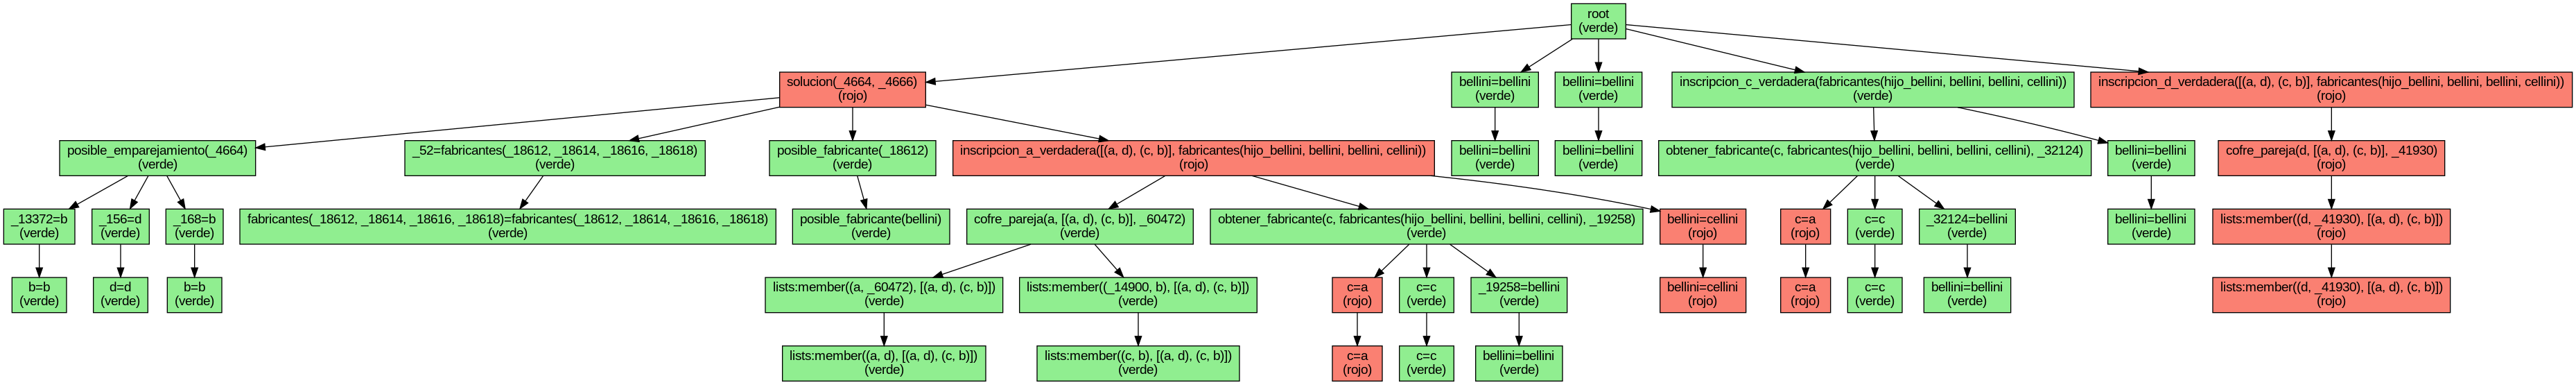 root
(verde)
solucion(_4664, _4666)
(rojo)
bellini=bellini
(verde)
bellini=bellini
(verde)
inscripcion_c_verdadera(fabricantes(hijo_bellini, bellini, bellini, cellini))
(verde)
inscripcion_d_verdadera([(a, d), (c, b)], fabricantes(hijo_bellini, bellini, bellini, cellini))
(rojo)
posible_emparejamiento(_4664)
(verde)
_52=fabricantes(_18612, _18614, _18616, _18618)
(verde)
posible_fabricante(_18612)
(verde)
inscripcion_a_verdadera([(a, d), (c, b)], fabricantes(hijo_bellini, bellini, bellini, cellini))
(rojo)
bellini=bellini
(verde)
bellini=bellini
(verde)
obtener_fabricante(c, fabricantes(hijo_bellini, bellini, bellini, cellini), _32124)
(verde)
bellini=bellini
(verde)
cofre_pareja(d, [(a, d), (c, b)], _41930)
(rojo)
_13372=b
(verde)
_156=d
(verde)
_168=b
(verde)
fabricantes(_18612, _18614, _18616, _18618)=fabricantes(_18612, _18614, _18616, _18618)
(verde)
posible_fabricante(bellini)
(verde)
cofre_pareja(a, [(a, d), (c, b)], _60472)
(verde)
obtener_fabricante(c, fabricantes(hijo_bellini, bellini, bellini, cellini), _19258)
(verde)
bellini=cellini
(rojo)
c=a
(rojo)
c=c
(verde)
_32124=bellini
(verde)
bellini=bellini
(verde)
lists:member((d, _41930), [(a, d), (c, b)])
(rojo)
b=b
(verde)
d=d
(verde)
b=b
(verde)
lists:member((a, _60472), [(a, d), (c, b)])
(verde)
lists:member((_14900, b), [(a, d), (c, b)])
(verde)
c=a
(rojo)
c=c
(verde)
_19258=bellini
(verde)
bellini=cellini
(rojo)
c=a
(rojo)
c=c
(verde)
bellini=bellini
(verde)
lists:member((d, _41930), [(a, d), (c, b)])
(rojo)
lists:member((a, d), [(a, d), (c, b)])
(verde)
lists:member((c, b), [(a, d), (c, b)])
(verde)
c=a
(rojo)
c=c
(verde)
bellini=bellini
(verde)